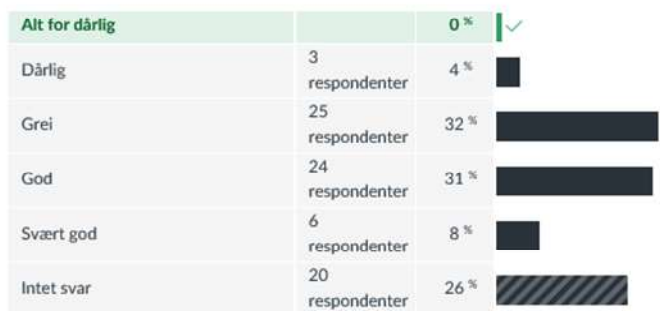 Alt for dårlig 0 %
Dårlig 3 respondenter 4 %
Grei 25 respondenter 32 %
God 24 respondenter 31 %
Svært god 6 respondenter 8 %
Intet svar 20 respondenter 26 %